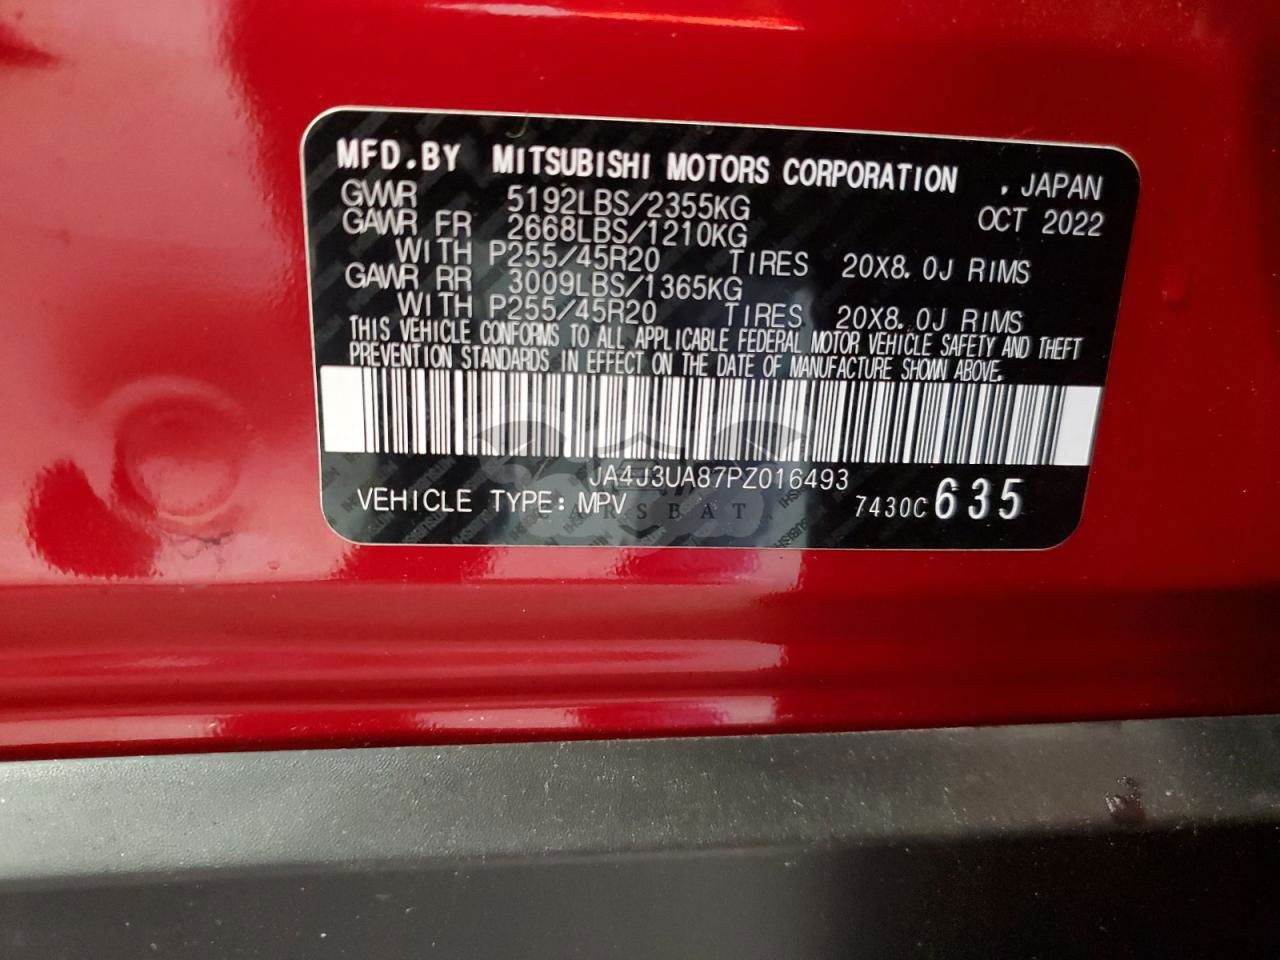 MFD.BY MITSUBISHI MOTORS CORPORATION , JAPAN
GVWR 5192LBS/2355KG OCT 2022
GAWR FR 2668LBS/1210KG
WITH P255/45R20 TIRES 20X8.0J RIMS
GAWR RR 3009LBS/1365KG
WITH P255/45R20 TIRES 20X8.0J RIMS
THIS VEHICLE CONFORMS TO ALL APPLICABLE FEDERAL MOTOR VEHICLE SAFETY AND THEFT
PREVENTION STANDARDS IN EFFECT ON THE DATE OF MANUFACTURE SHOWN ABOVE.
JA4J3UA87PZ016493
VEHICLE TYPE: MPV 7430C 635
CARSBAT